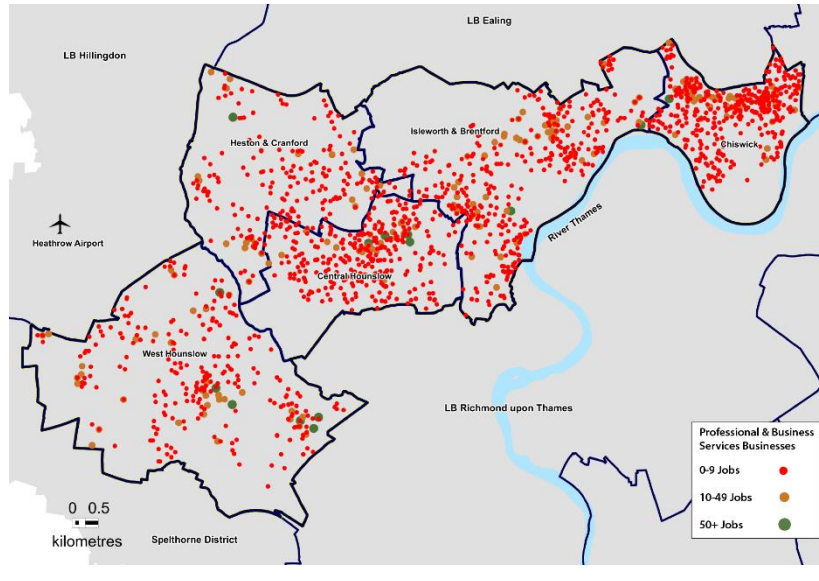 LB Ealing
LB Hillingdon
Isleworth & Brentford
Heston & Cranford
Chiswick
River Thames
Heathrow Airport
Central Hounslow
West Hounslow
LB Richmond upon Thames
Professional & Business
Services Businesses
0-9 Jobs
10-49 Jobs
50+ Jobs
0 0.5
kilometres
Spelthorne District